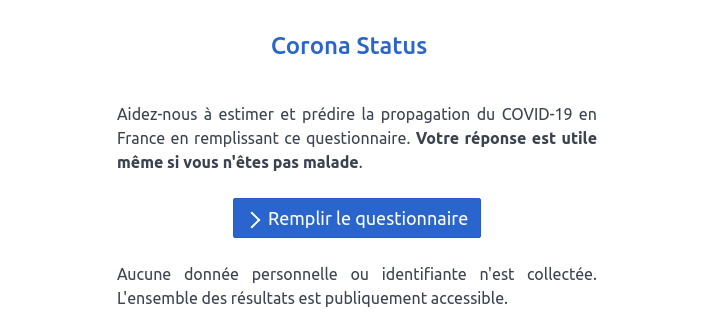 Corona Status
Aidez-nous à estimer et prédire la propagation du COVID-19 en
France en remplissant ce questionnaire. Votre réponse est utile
même si vous n'êtes pas malade.
Remplir le questionnaire
Aucune donnée personnelle ou identifiante n'est collectée.
L'ensemble des résultats est publiquement accessible.